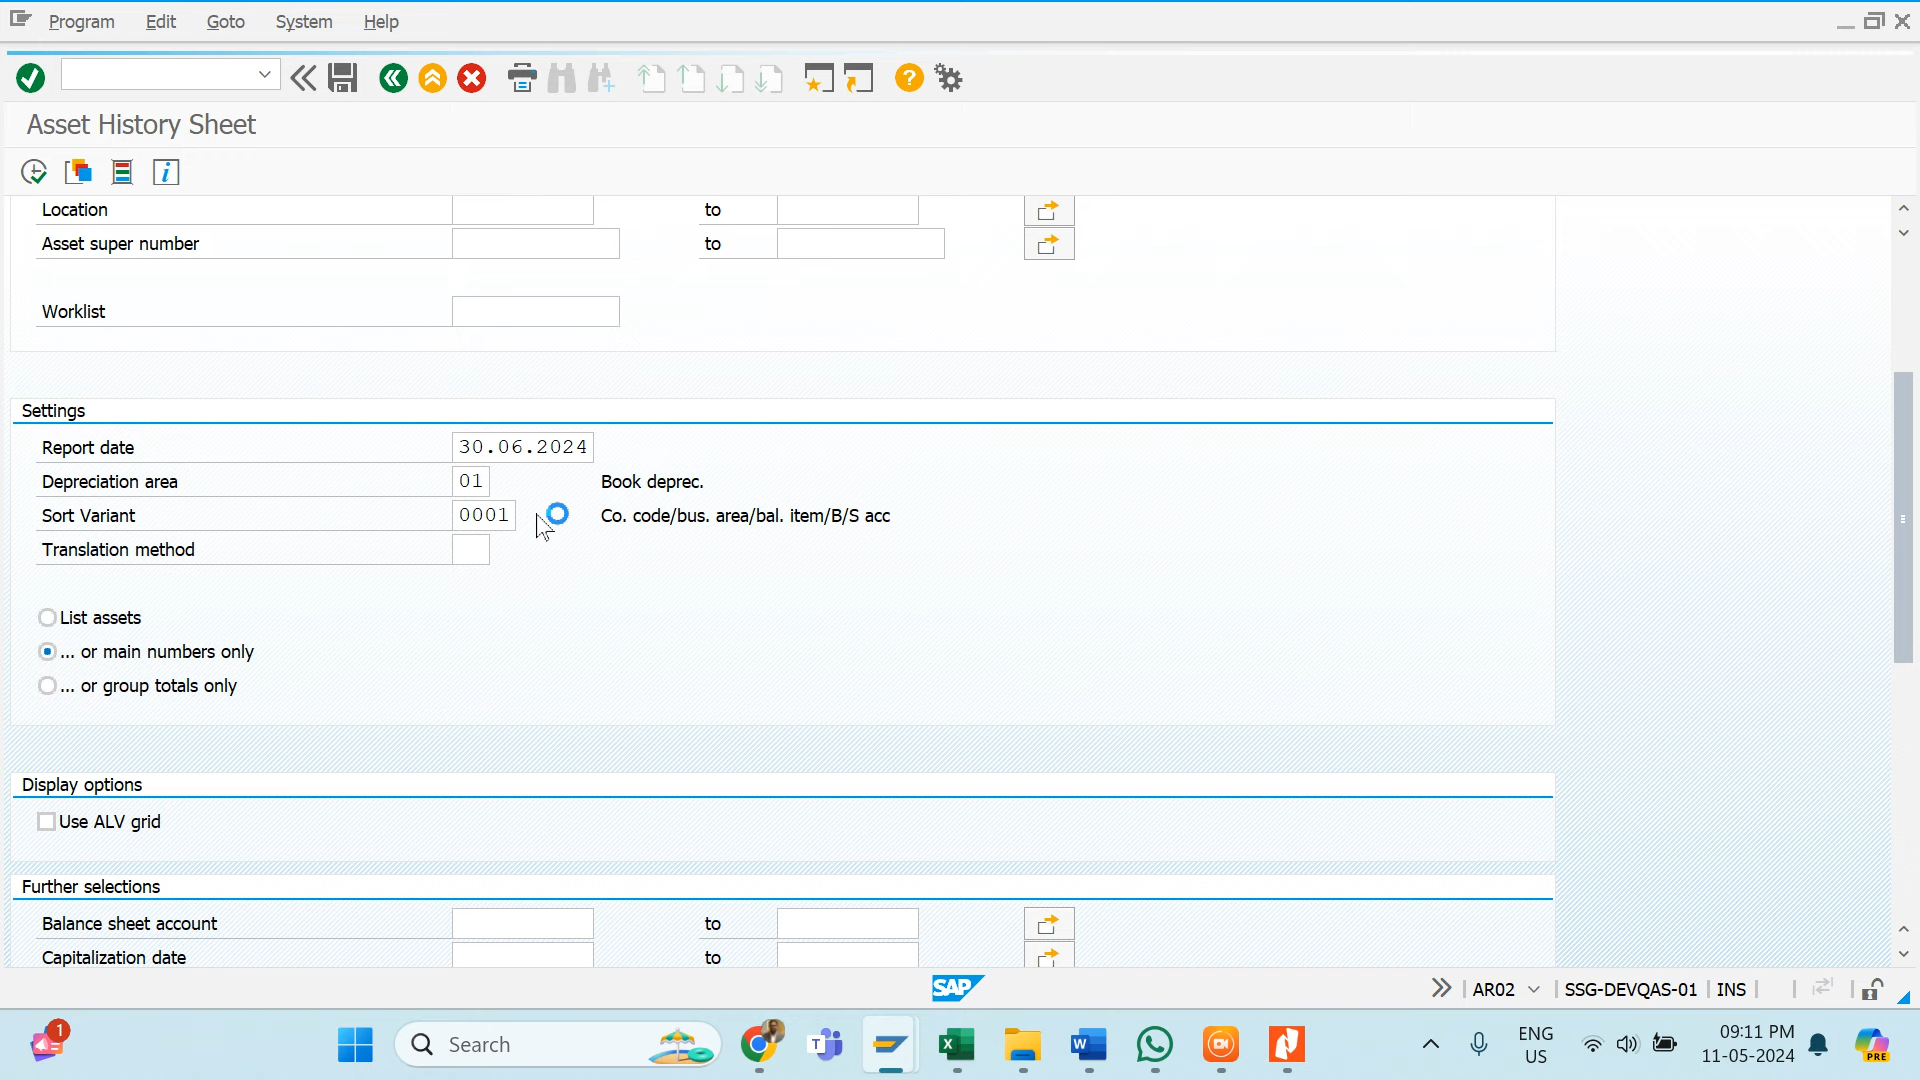 Program Edit Goto System Help
Asset History Sheet
Location to
Asset super number to
Worklist
Settings
Report date 30.06.2024
Depreciation area 01 Book deprec.
Sort Variant 0001 Co. code/bus. area/bal. item/B/S acc
Translation method
List assets
... or main numbers only
... or group totals only
Display options
Use ALV grid
Further selections
Balance sheet account to
Capitalization date to
SAP AR02 SSG-DEVQAS-01 INS
1 Search ENG 09:11 PM
US 11-05-2024 PRE